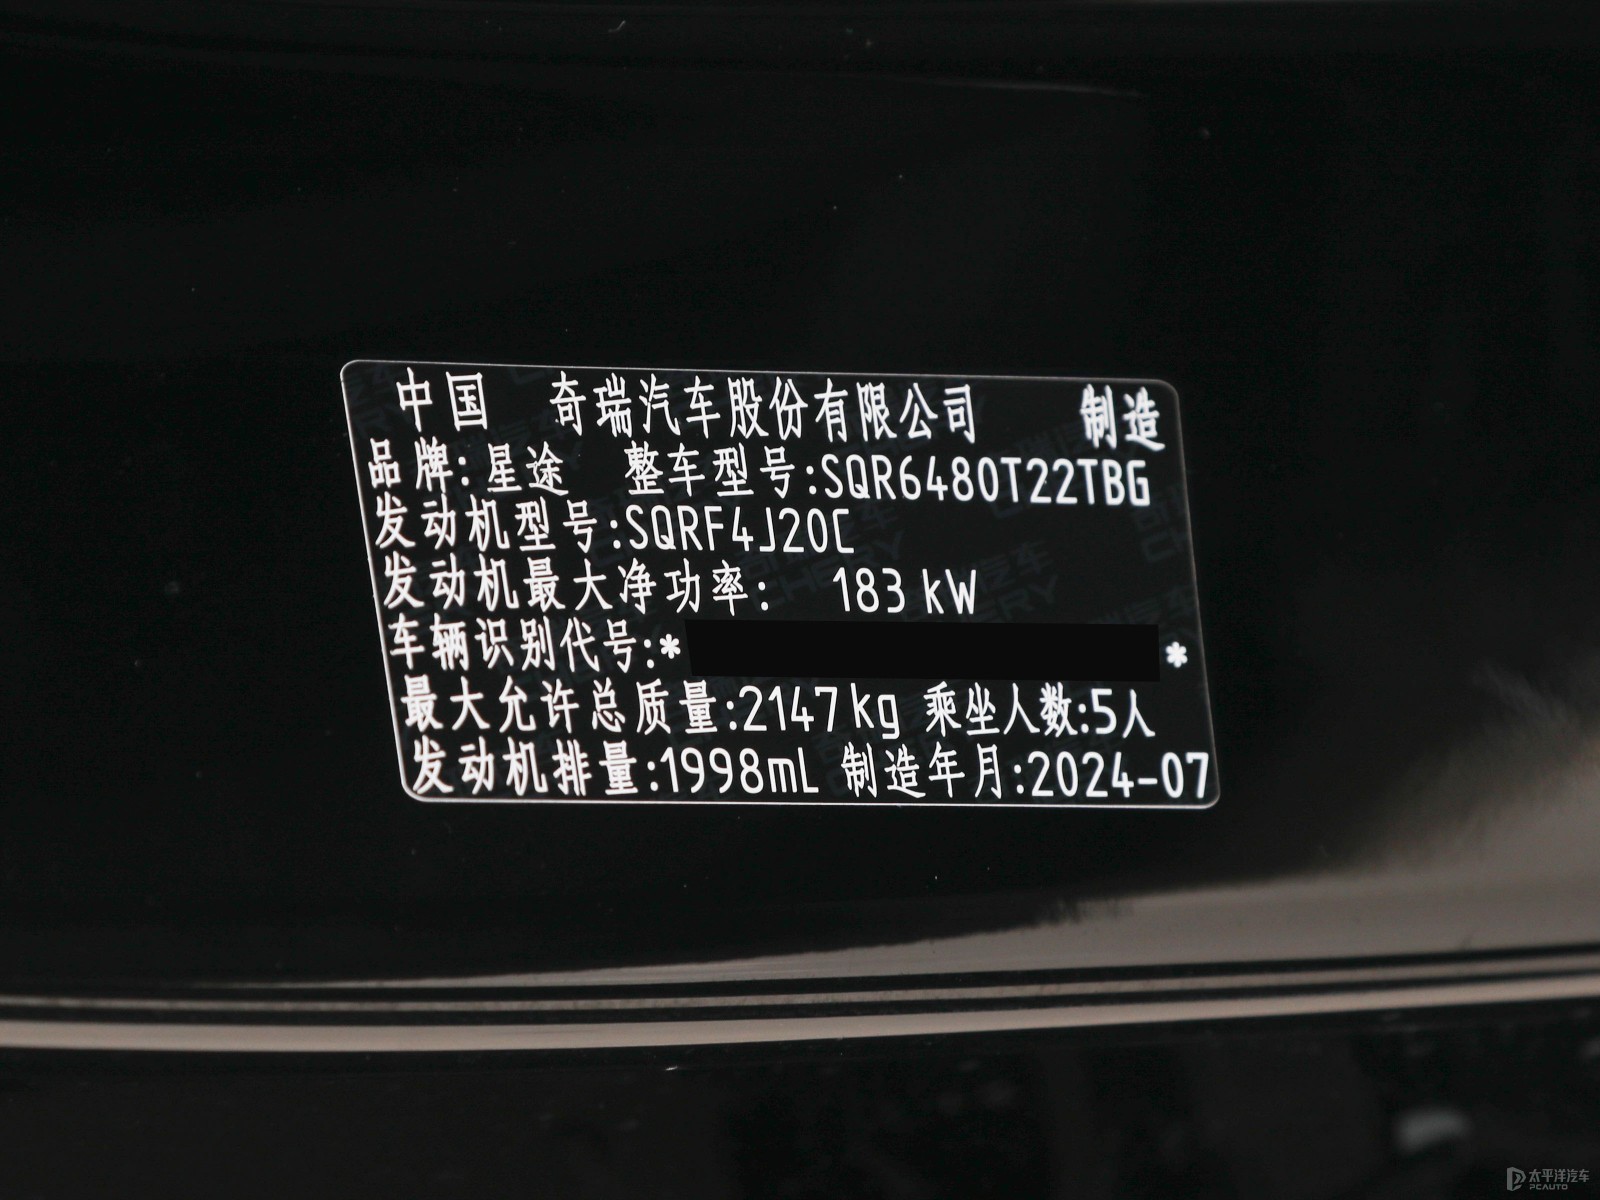 中国 奇瑞汽车股份有限公司 制造
品牌:星途 整车型号:SQR6480T22TBG
发动机型号:SQRF4J20C
发动机最大净功率: 183 kW
车辆识别代号:* *
最大允许总质量:2147kg 乘坐人数:5人
发动机排量:1998mL 制造年月:2024-07
太平洋汽车
PCAUTO